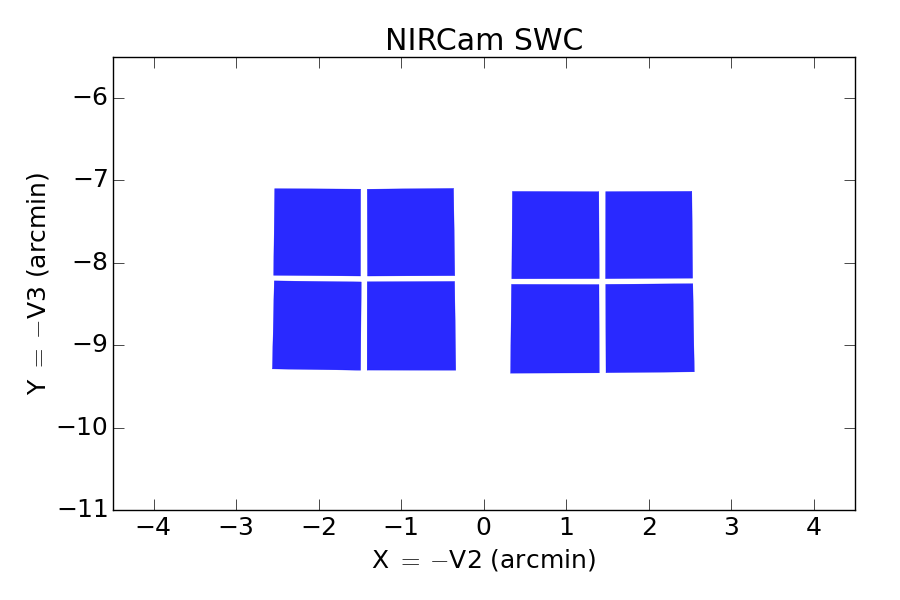 NIRCam SWC
−6
−7
−8
−9
−10
−11
Y = −V3 (arcmin)
−4 −3 −2 −1 0 1 2 3 4
X = −V2 (arcmin)